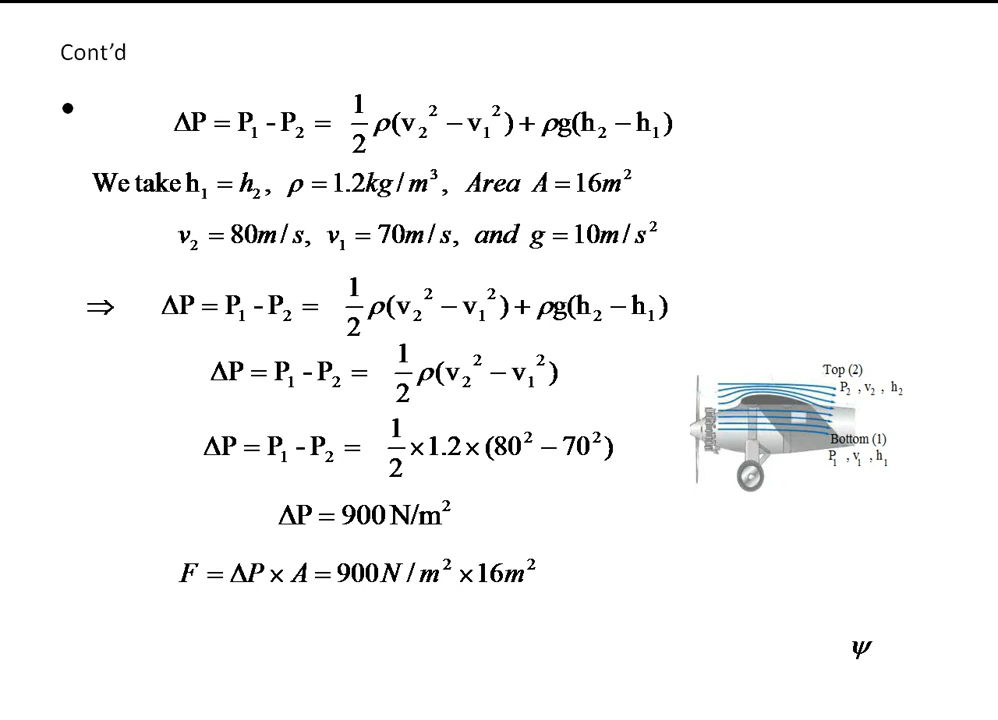 Cont'd
• ΔP = P₁ - P₂ = 1/2 ρ(v₂² − v₁²) + ρg(h₂ − h₁)
We take h₁ = h₂, ρ = 1.2kg/m³, Area A = 16m²
v₂ = 80m/s, v₁ = 70m/s, and g = 10m/s²
⇒ ΔP = P₁ - P₂ = 1/2 ρ(v₂² − v₁²) + ρg(h₂ − h₁)
ΔP = P₁ - P₂ = 1/2 ρ(v₂² − v₁²)
ΔP = P₁ - P₂ = 1/2 × 1.2 × (80² − 70²)
ΔP = 900 N/m²
F = ΔP × A = 900N/m² × 16m²
Top (2)
P₂ , v₂ , h₂
Bottom (1)
P₁ , v₁ , h₁
ψ